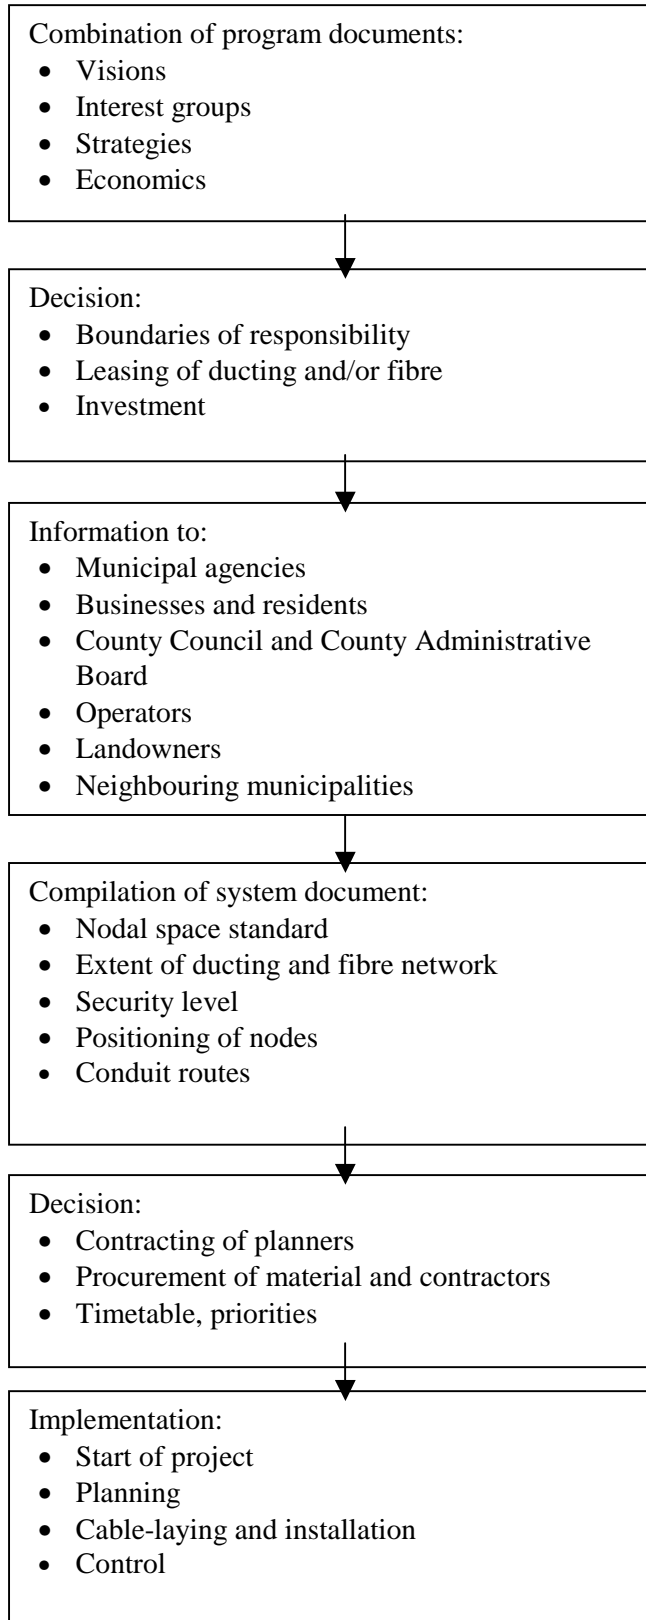 Combination of program documents:
• Visions
• Interest groups
• Strategies
• Economics
Decision:
• Boundaries of responsibility
• Leasing of ducting and/or fibre
• Investment
Information to:
• Municipal agencies
• Businesses and residents
• County Council and County Administrative
Board
• Operators
• Landowners
• Neighbouring municipalities
Compilation of system document:
• Nodal space standard
• Extent of ducting and fibre network
• Security level
• Positioning of nodes
• Conduit routes
Decision:
• Contracting of planners
• Procurement of material and contractors
• Timetable, priorities
Implementation:
• Start of project
• Planning
• Cable-laying and installation
• Control